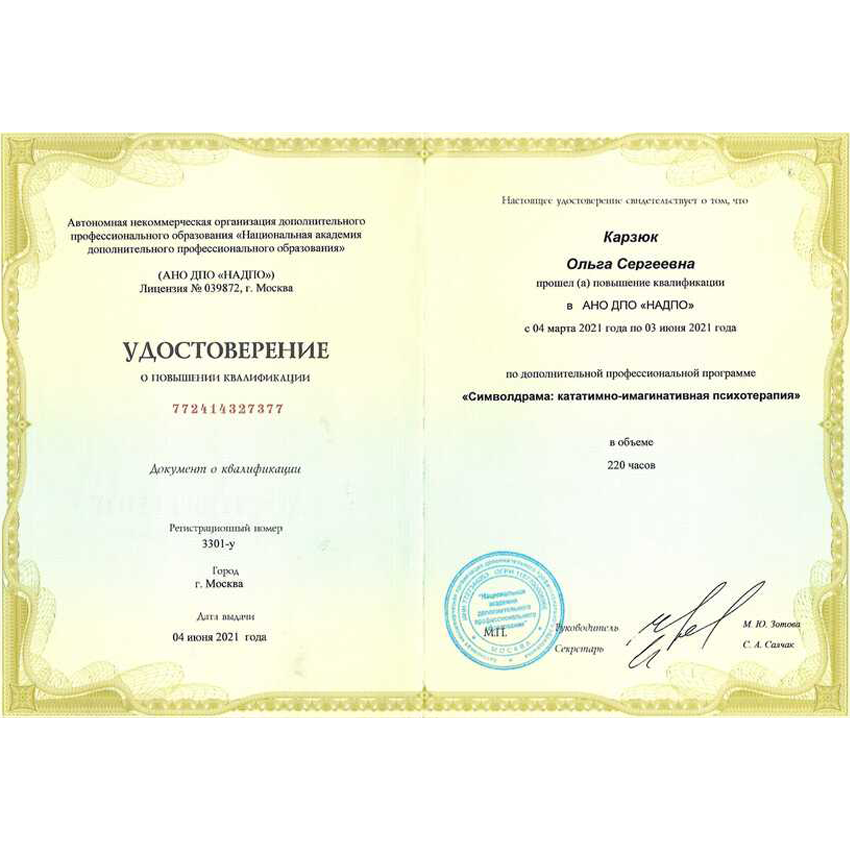 Автономная некоммерческая организация дополнительного
профессионального образования «Национальная академия
дополнительного профессионального образования»
(АНО ДПО «НАДПО»)
Лицензия № 039872, г. Москва
УДОСТОВЕРЕНИЕ
О ПОВЫШЕНИИ КВАЛИФИКАЦИИ
772414327377
Документ о квалификации
Регистрационный номер
3301-у
Город
г. Москва
Дата выдачи
04 июня 2021 года
Настоящее удостоверение свидетельствует о том, что
Карзюк
Ольга Сергеевна
прошел (а) повышение квалификации
в АНО ДПО «НАДПО»
с 04 марта 2021 года по 03 июня 2021 года
по дополнительной профессиональной программе
«Символдрама: кататимно-имагинативная психотерапия»
в объеме
220 часов
"Национальная
академия
дополнительного
профессионального
образования"
МОСКВА
М.П.
Руководитель
М. Ю. Зотова
Секретарь
С. А. Салчак